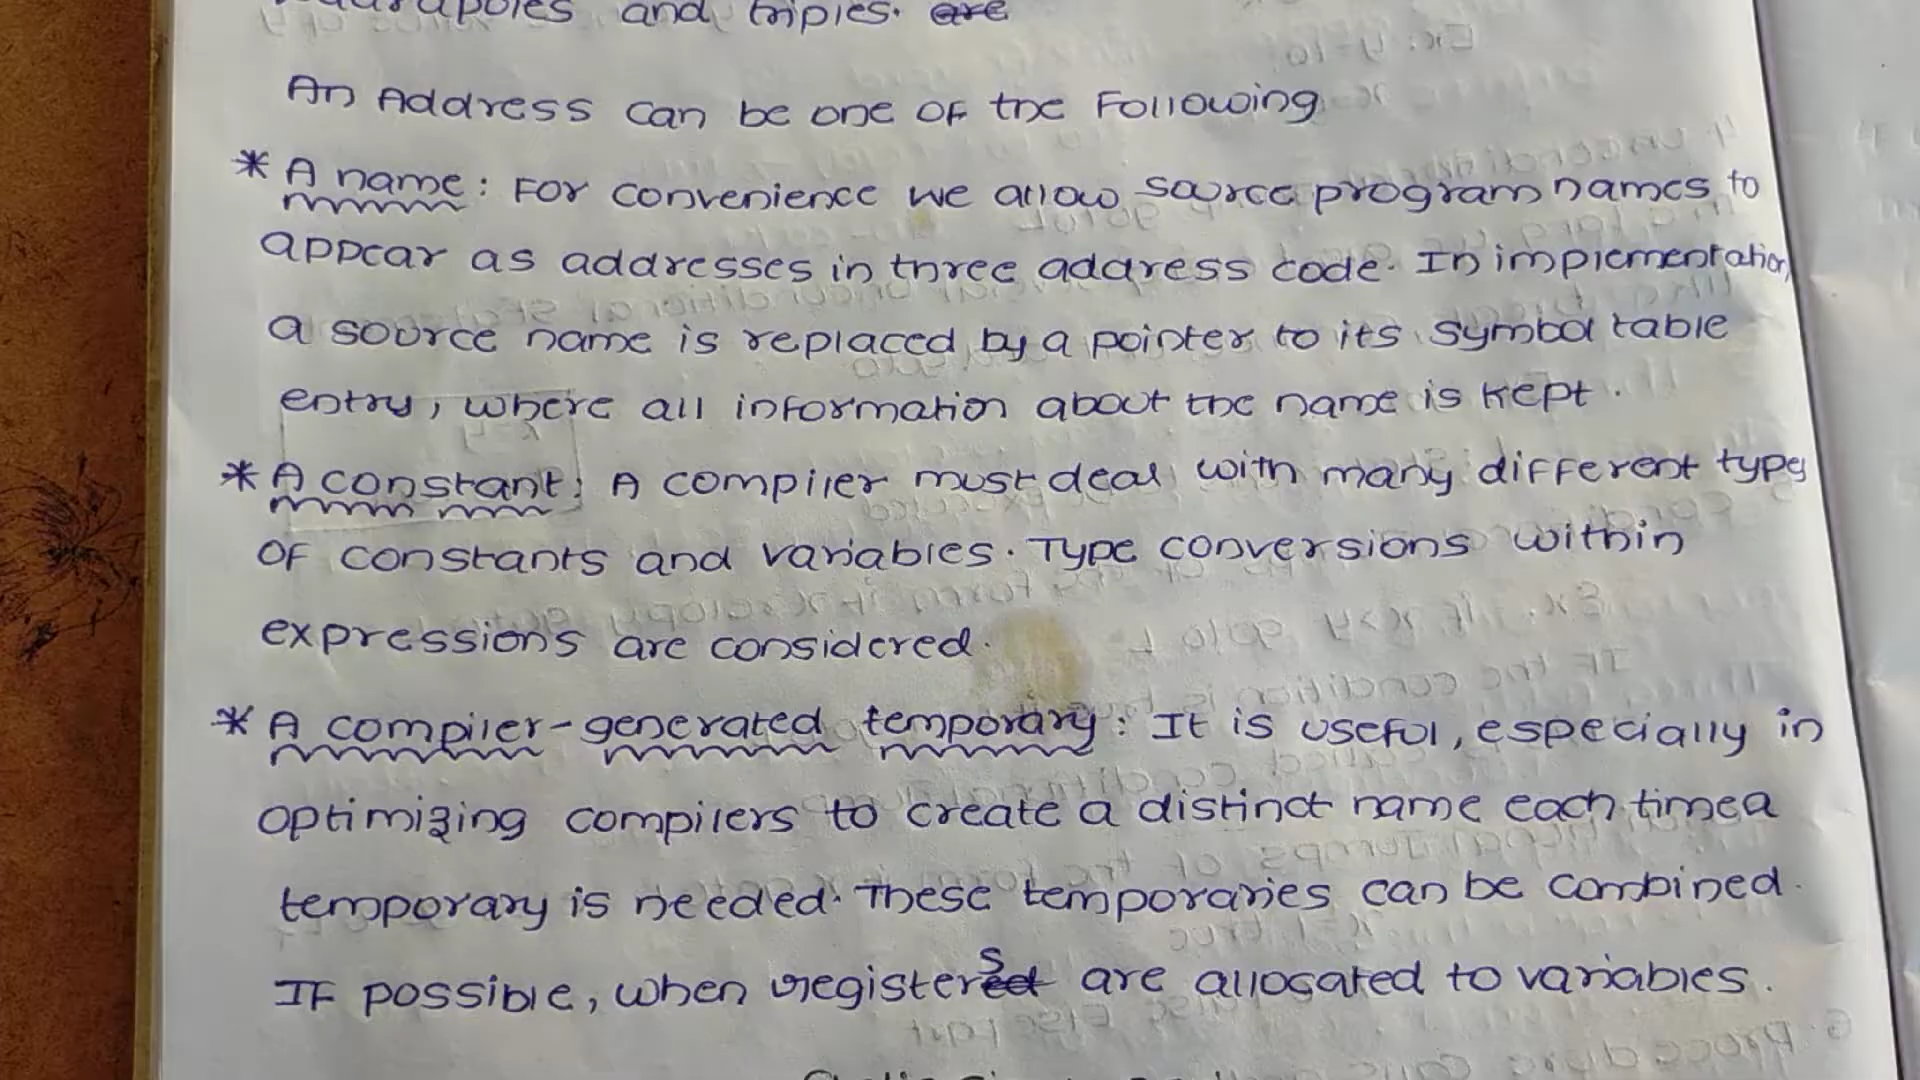 and triples. are
An Address can be one of the following
* A name: For convenience we allow source program names to
appear as addresses in three address code. In implementation,
a source name is replaced by a pointer to its symbol table
entry, where all information about the name is kept.
* A constant: A compiler must deal with many different types
of constants and variables. Type conversions within
expressions are considered.
* A compiler-generated temporary: It is useful, especially in
optimizing compilers to create a distinct name each time a
temporary is needed. These temporaries can be combined.
If possible, when registers are allocated to variables.